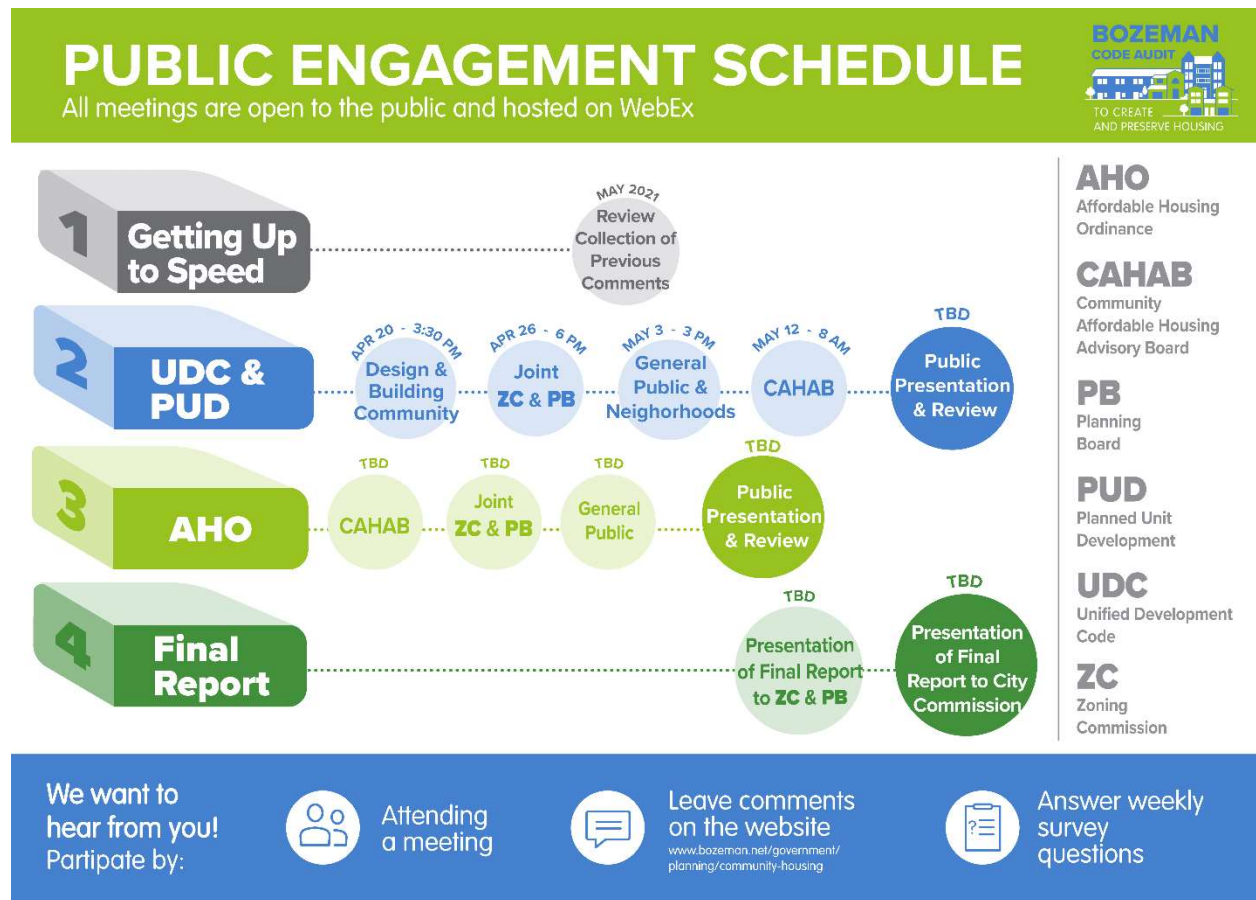 PUBLIC ENGAGEMENT SCHEDULE
All meetings are open to the public and hosted on WebEx
BOZEMAN
CODE AUDIT
TO CREATE
AND PRESERVE HOUSING
1
Getting Up
to Speed
MAY 2021
Review
Collection of
Previous
Comments
2
UDC &
PUD
APR 20 - 3:30 PM
Design &
Building
Community
APR 26 - 6 PM
Joint
ZC & PB
MAY 3 - 3 PM
General
Public &
Neighorhoods
MAY 12 - 8 AM
CAHAB
TBD
Public
Presentation
& Review
3
AHO
TBD
CAHAB
TBD
Joint
ZC & PB
TBD
General
Public
TBD
Public
Presentation
& Review
4
Final
Report
TBD
Presentation
of Final Report
to ZC & PB
TBD
Presentation
of Final
Report to City
Commission
AHO
Affordable Housing
Ordinance
CAHAB
Community
Affordable Housing
Advisory Board
PB
Planning
Board
PUD
Planned Unit
Development
UDC
Unified Development
Code
ZC
Zoning
Commission
We want to
hear from you!
Partipate by:
Attending
a meeting
Leave comments
on the website
www.bozeman.net/government/
planning/community-housing
?
Answer weekly
survey
questions